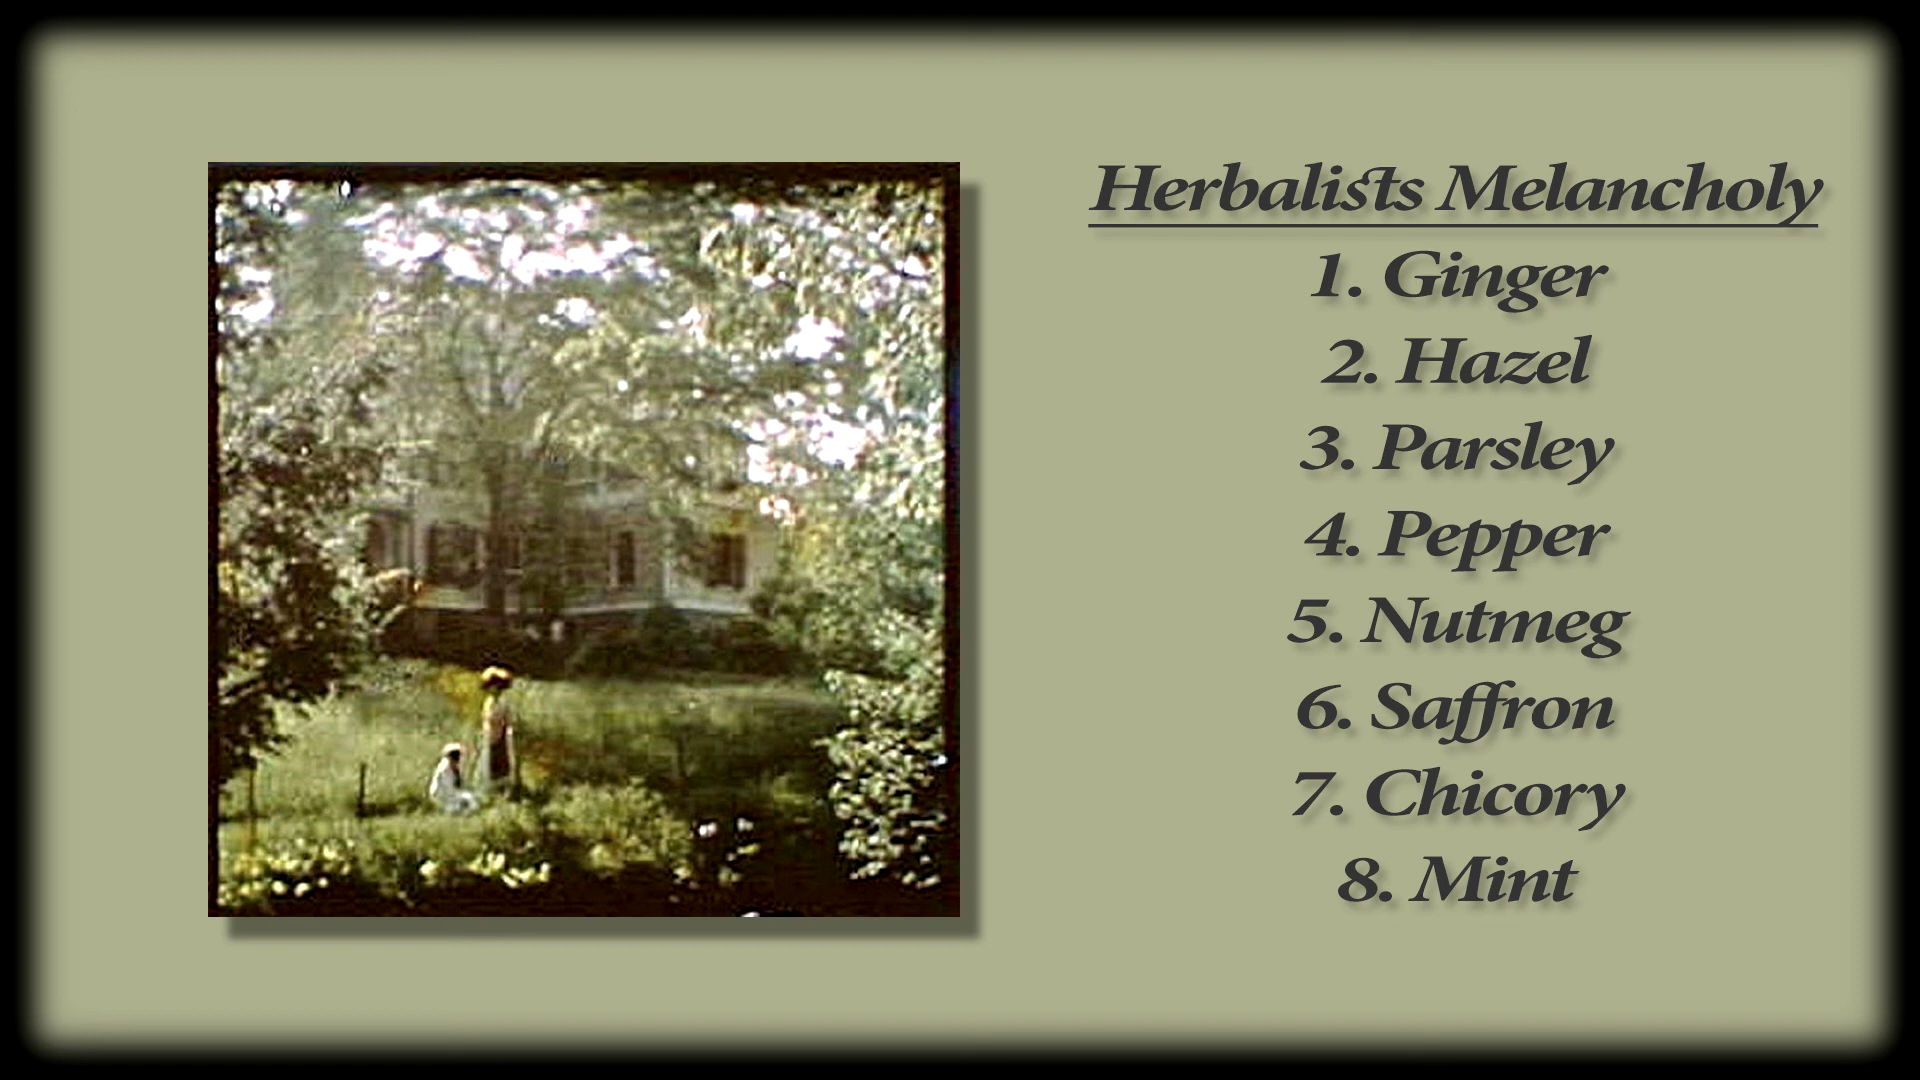 Herbalists Melancholy
1. Ginger
2. Hazel
3. Parsley
4. Pepper
5. Nutmeg
6. Saffron
7. Chicory
8. Mint